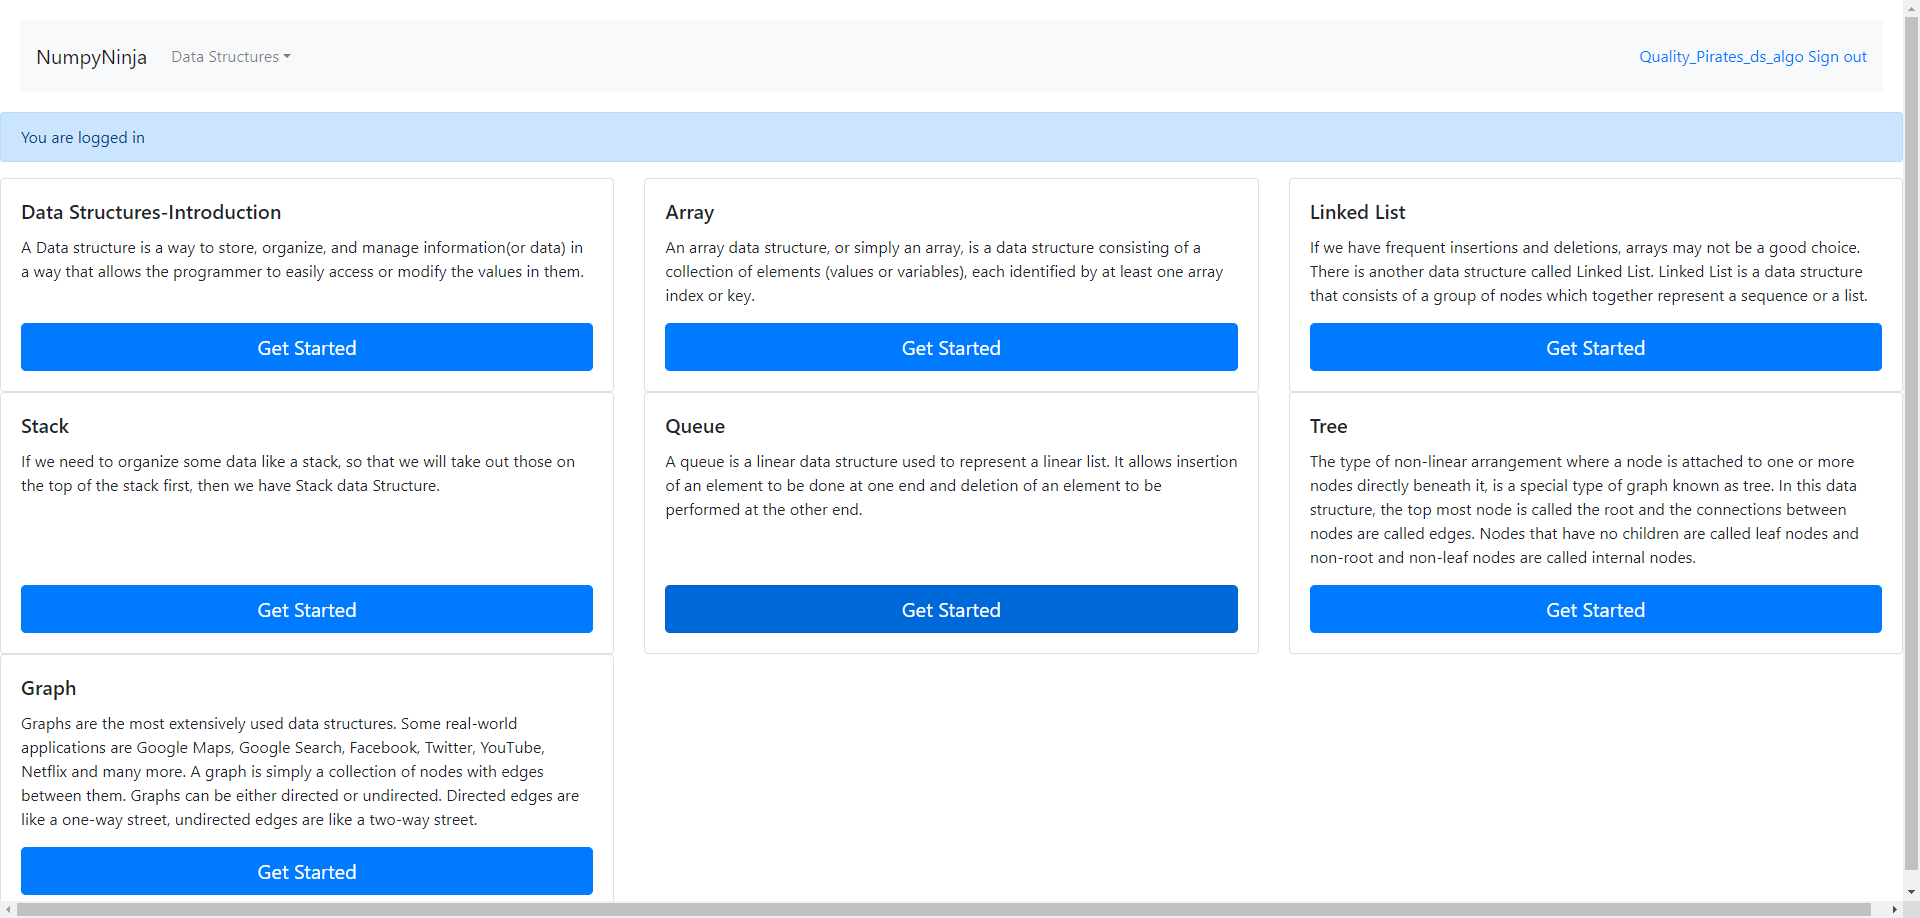 NumpyNinja
Data Structures
Quality_Pirates_ds_algo Sign out
You are logged in
Data Structures-Introduction
A Data structure is a way to store, organize, and manage information(or data) in
a way that allows the programmer to easily access or modify the values in them.
Get Started
Array
An array data structure, or simply an array, is a data structure consisting of a
collection of elements (values or variables), each identified by at least one array
index or key.
Get Started
Linked List
If we have frequent insertions and deletions, arrays may not be a good choice.
There is another data structure called Linked List. Linked List is a data structure
that consists of a group of nodes which together represent a sequence or a list.
Get Started
Stack
If we need to organize some data like a stack, so that we will take out those on
the top of the stack first, then we have Stack data Structure.
Get Started
Queue
A queue is a linear data structure used to represent a linear list. It allows insertion
of an element to be done at one end and deletion of an element to be
performed at the other end.
Get Started
Tree
The type of non-linear arrangement where a node is attached to one or more
nodes directly beneath it, is a special type of graph known as tree. In this data
structure, the top most node is called the root and the connections between
nodes are called edges. Nodes that have no children are called leaf nodes and
non-root and non-leaf nodes are called internal nodes.
Get Started
Graph
Graphs are the most extensively used data structures. Some real-world
applications are Google Maps, Google Search, Facebook, Twitter, YouTube,
Netflix and many more. A graph is simply a collection of nodes with edges
between them. Graphs can be either directed or undirected. Directed edges are
like a one-way street, undirected edges are like a two-way street.
Get Started